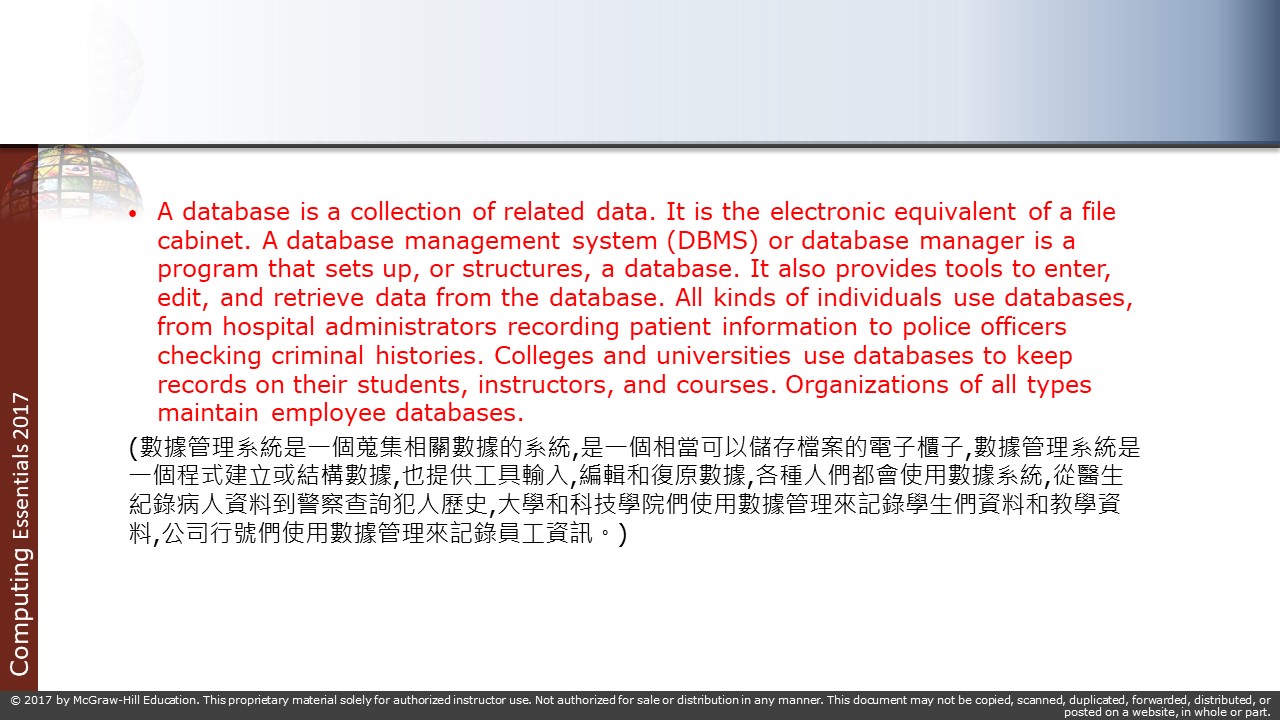 • A database is a collection of related data. It is the electronic equivalent of a file
cabinet. A database management system (DBMS) or database manager is a
program that sets up, or structures, a database. It also provides tools to enter,
edit, and retrieve data from the database. All kinds of individuals use databases,
from hospital administrators recording patient information to police officers
checking criminal histories. Colleges and universities use databases to keep
records on their students, instructors, and courses. Organizations of all types
maintain employee databases.
(數據管理系統是一個蒐集相關數據的系統,是一個相當可以儲存檔案的電子櫃子,數據管理系統是
一個程式建立或結構數據,也提供工具輸入,編輯和復原數據,各種人們都會使用數據系統,從醫生
紀錄病人資料到警察查詢犯人歷史,大學和科技學院們使用數據管理來記錄學生們資料和教學資
料,公司行號們使用數據管理來記錄員工資訊。)
Computing Essentials 2017
© 2017 by McGraw-Hill Education. This proprietary material solely for authorized instructor use. Not authorized for sale or distribution in any manner. This document may not be copied, scanned, duplicated, forwarded, distributed, or
posted on a website, in whole or part.